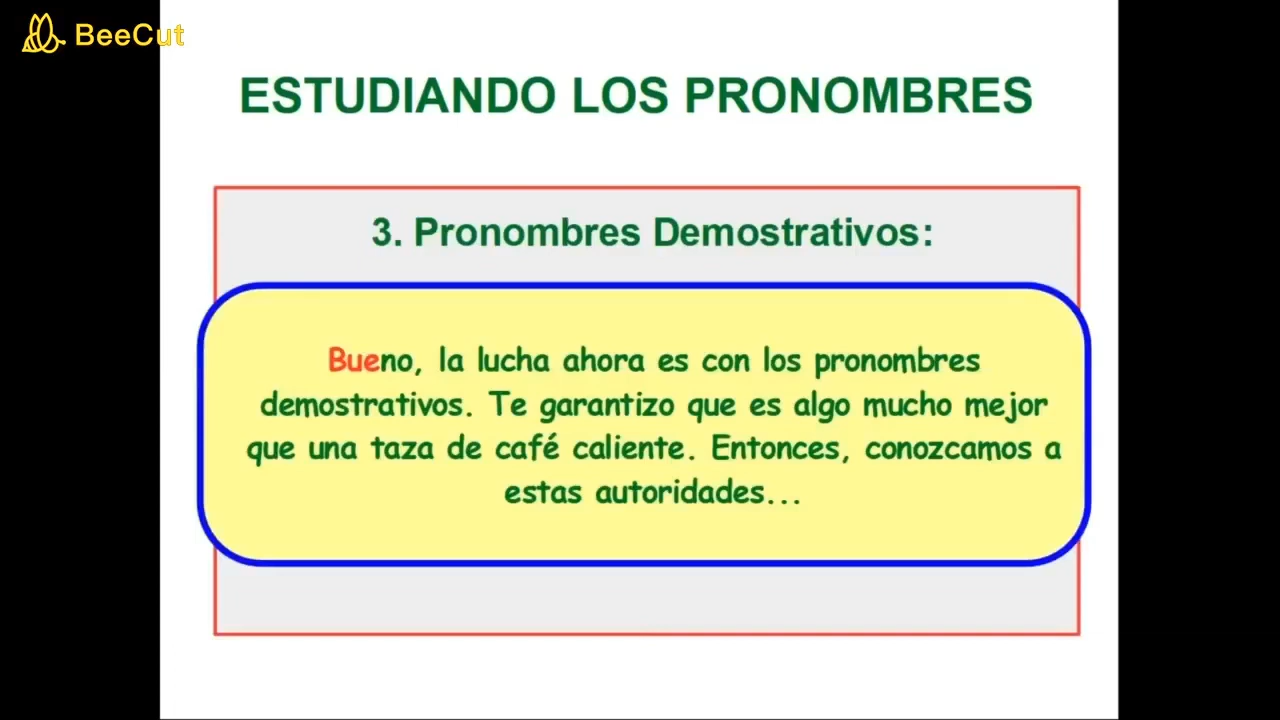 BeeCut
ESTUDIANDO LOS PRONOMBRES
3. Pronombres Demostrativos:
Bueno, la lucha ahora es con los pronombres
demostrativos. Te garantizo que es algo mucho mejor
que una taza de café caliente. Entonces, conozcamos a
estas autoridades...